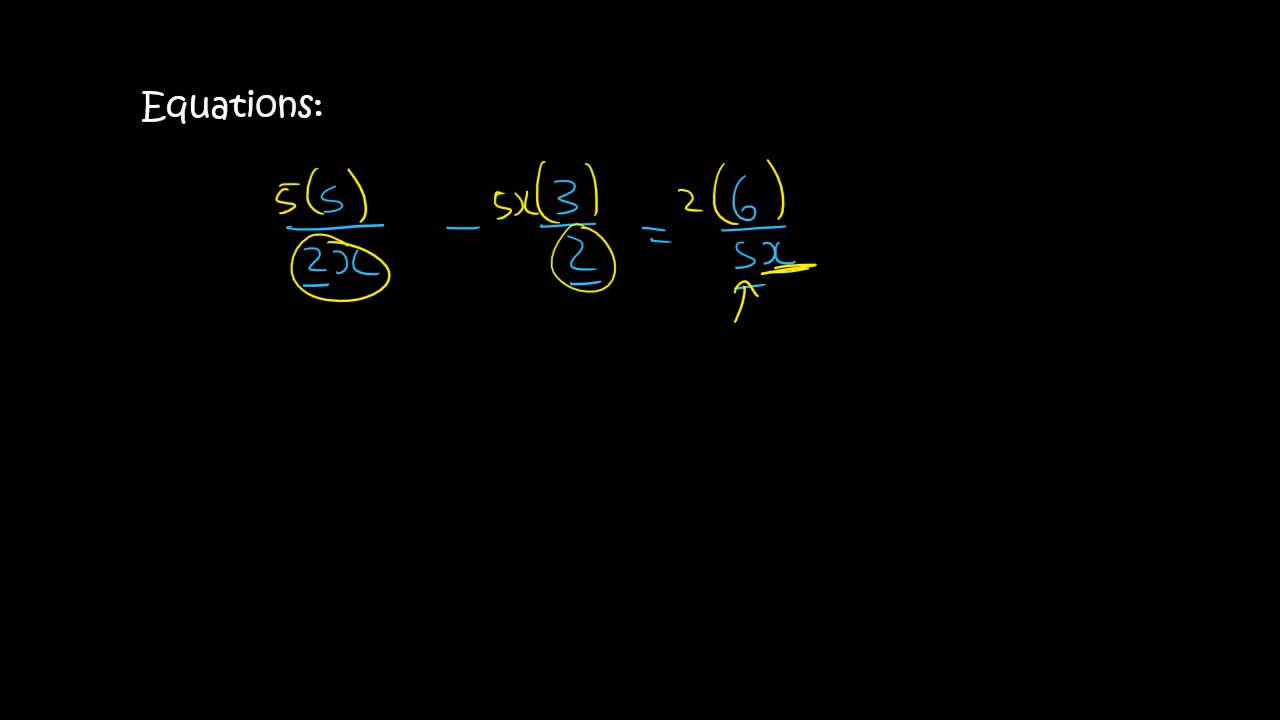 Equations:
5(5) 5x(3) 2(6)
— - — = —
2x 2 5x